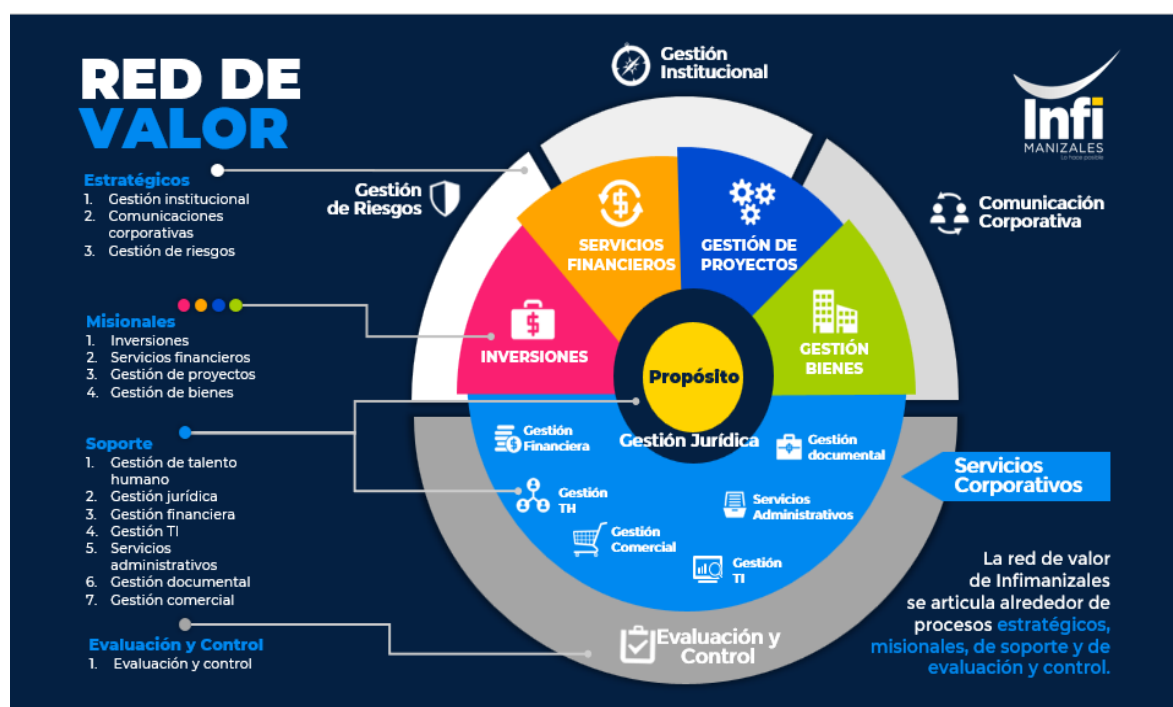 RED DE
VALOR
Estratégicos
1. Gestión institucional
2. Comunicaciones
corporativas
3. Gestión de riesgos
Misionales
1. Inversiones
2. Servicios financieros
3. Gestión de proyectos
4. Gestión de bienes
Soporte
1. Gestión de talento
humano
2. Gestión jurídica
3. Gestión financiera
4. Gestión TI
5. Servicios
administrativos
6. Gestión documental
7. Gestión comercial
Evaluación y Control
1. Evaluación y control
Gestión
Institucional
Gestión
de Riesgos
Comunicación
Corporativa
SERVICIOS
FINANCIEROS
GESTIÓN DE
PROYECTOS
INVERSIONES
GESTIÓN
BIENES
Propósito
Gestión Jurídica
Gestión
Financiera
Gestión
documental
Gestión
TH
Servicios
Administrativos
Gestión
Comercial
Gestión
TI
Evaluación y
Control
Infi
MANIZALES
Lo hace posible
Servicios
Corporativos
La red de valor
de Infimanizales
se articula alrededor de
procesos estratégicos,
misionales, de soporte y de
evaluación y control.